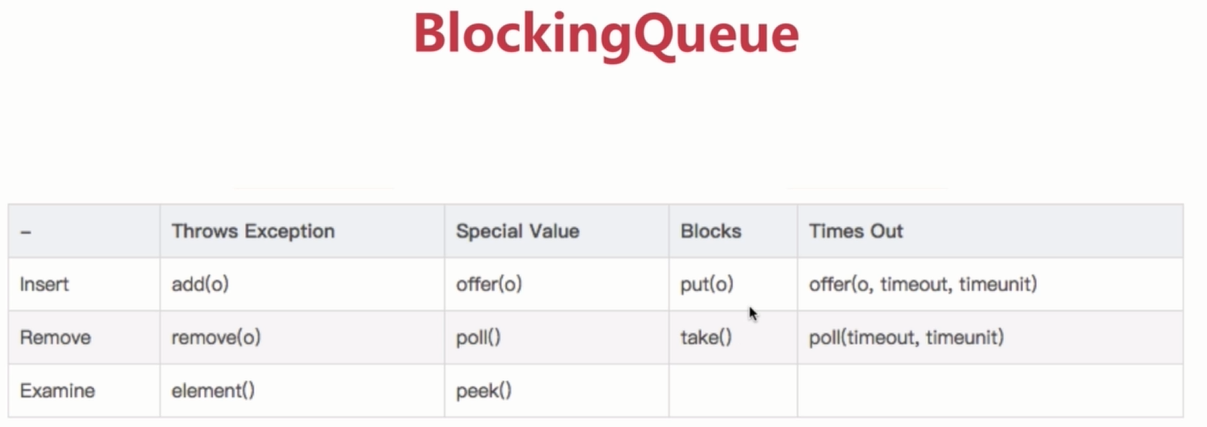 BlockingQueue
– Throws Exception Special Value Blocks Times Out
Insert add(o) offer(o) put(o) offer(o, timeout, timeunit)
Remove remove(o) poll() take() poll(timeout, timeunit)
Examine element() peek()